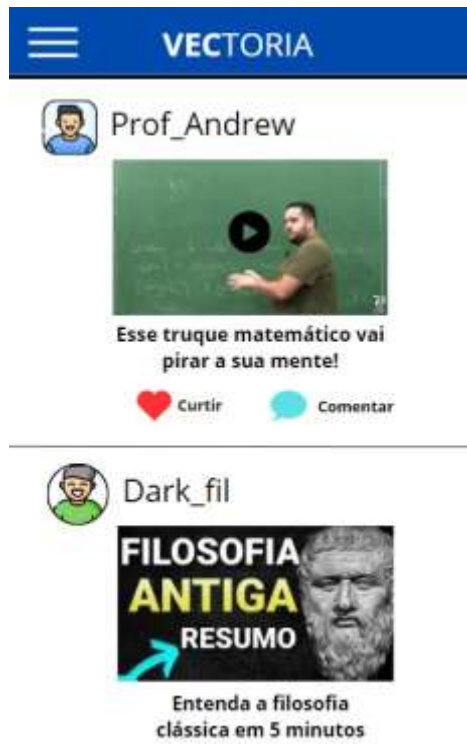 VECTORIA
Prof_Andrew
Esse truque matemático vai
pirar a sua mente!
Curtir Comentar
Dark_fil
FILOSOFIA
ANTIGA
RESUMO
Entenda a filosofia
clássica em 5 minutos